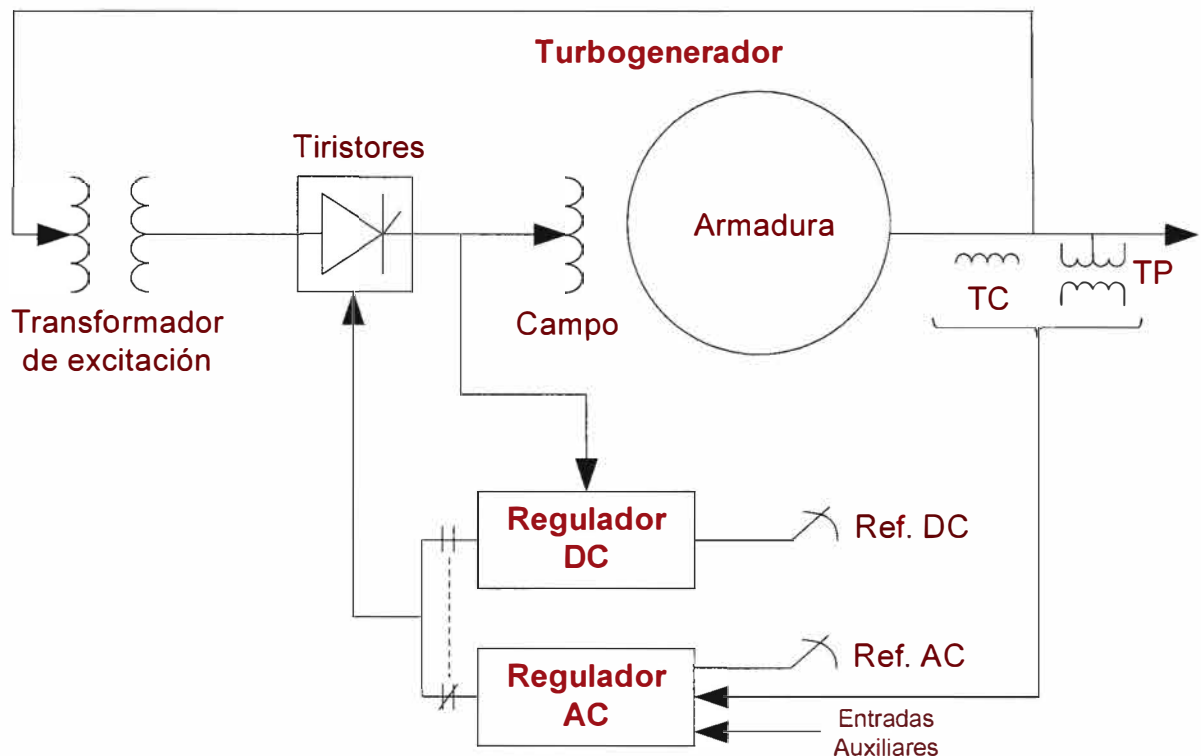 Turbogenerador
Tiristores
Armadura
TC
TP
Transformador
de excitación
Campo
Regulador
DC
Ref. DC
Regulador
AC
Ref. AC
Entradas
Auxiliares